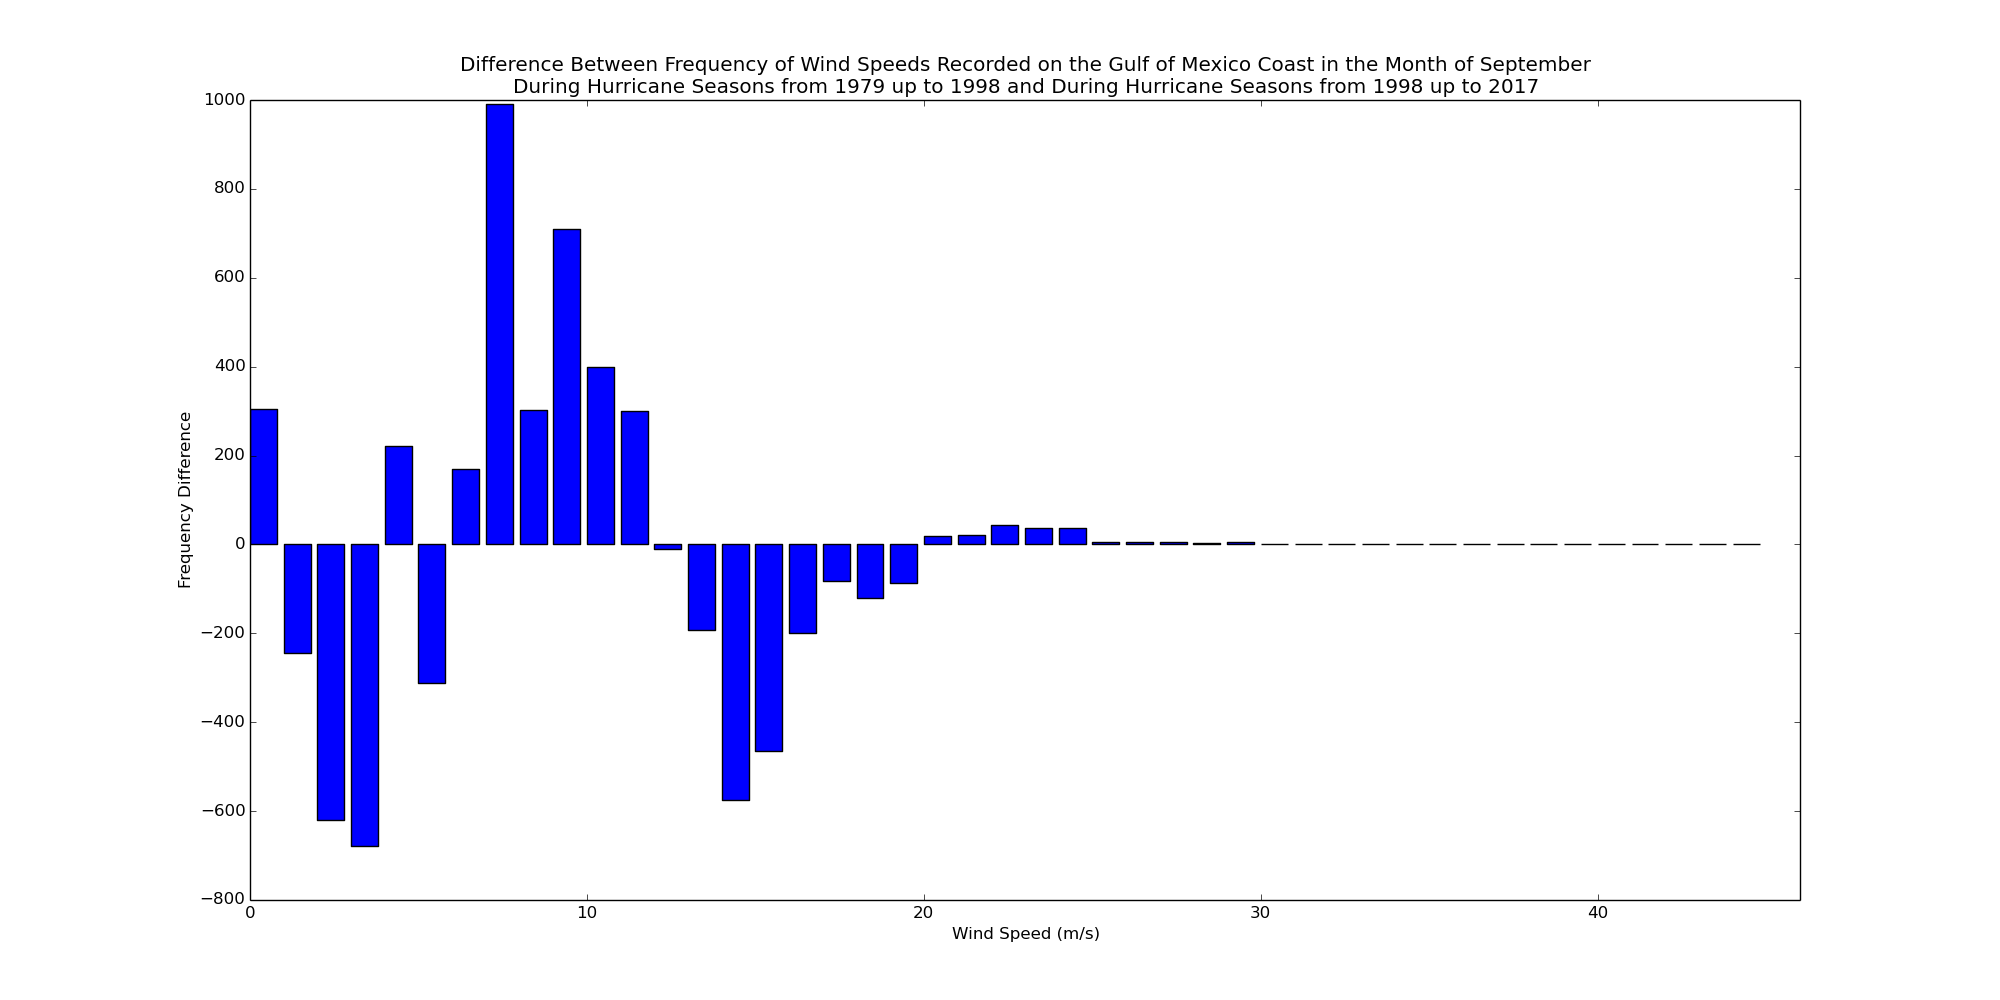 Difference Between Frequency of Wind Speeds Recorded on the Gulf of Mexico Coast in the Month of September
During Hurricane Seasons from 1979 up to 1998 and During Hurricane Seasons from 1998 up to 2017
1000
800
600
400
200
0
−200
−400
−600
−800
Frequency Difference
0 10 20 30 40
Wind Speed (m/s)